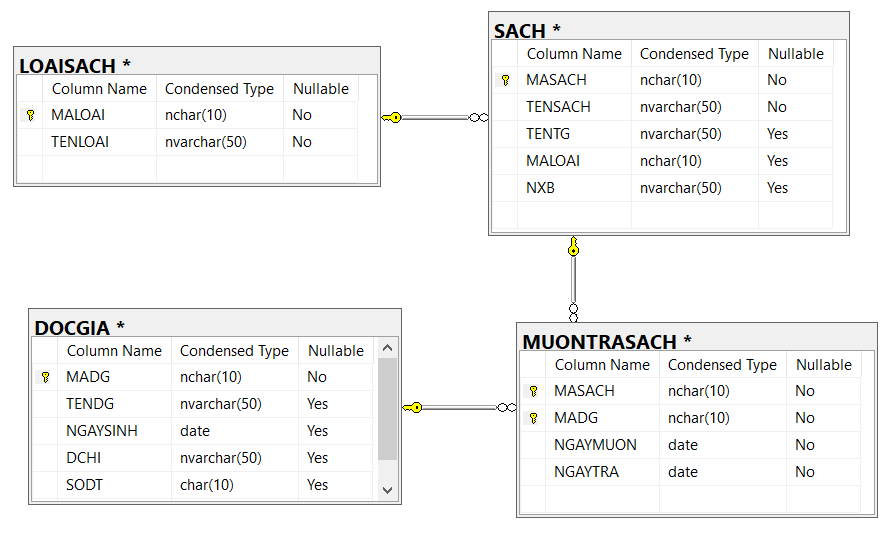 LOAISACH *
Column Name Condensed Type Nullable
MALOAI nchar(10) No
TENLOAI nvarchar(50) No
SACH *
Column Name Condensed Type Nullable
MASACH nchar(10) No
TENSACH nvarchar(50) No
TENTG nvarchar(50) Yes
MALOAI nchar(10) Yes
NXB nvarchar(50) Yes
DOCGIA *
Column Name Condensed Type Nullable
MADG nchar(10) No
TENDG nvarchar(50) Yes
NGAYSINH date Yes
DCHI nvarchar(50) Yes
SODT char(10) Yes
MUONTRASACH *
Column Name Condensed Type Nullable
MASACH nchar(10) No
MADG nchar(10) No
NGAYMUON date No
NGAYTRA date No